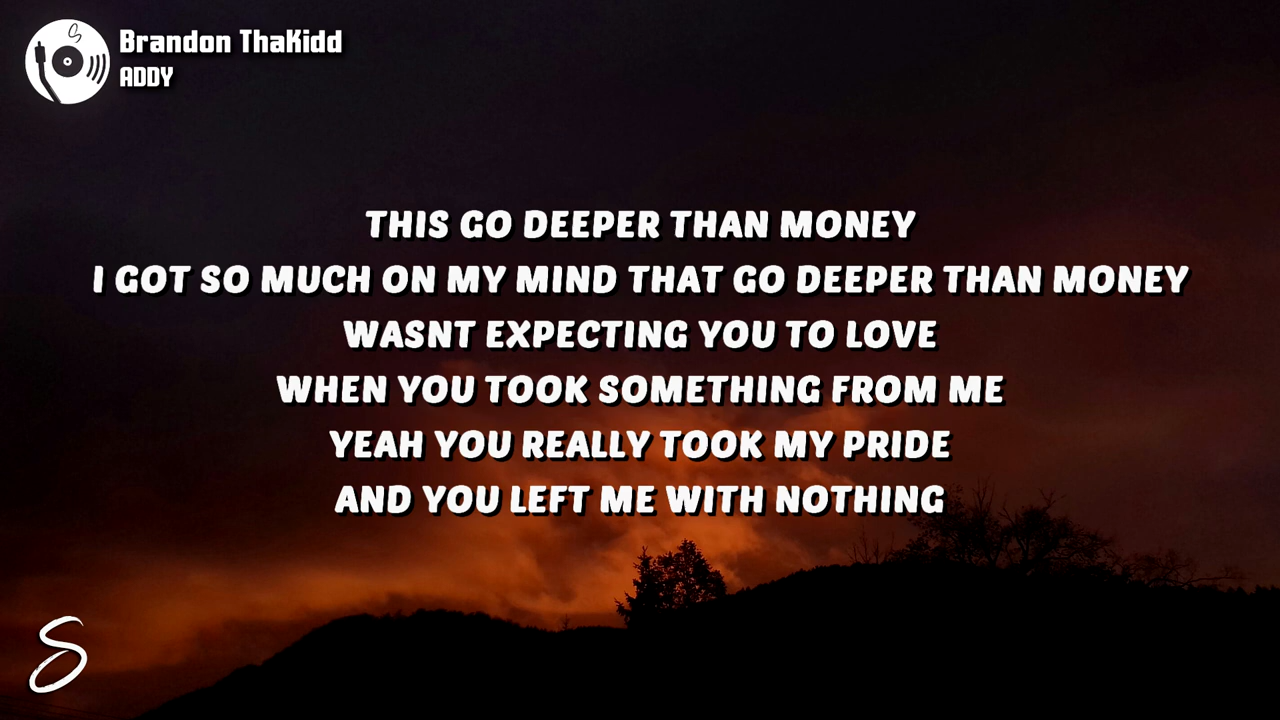 Brandon ThaKidd
ADDY
THIS GO DEEPER THAN MONEY
I GOT SO MUCH ON MY MIND THAT GO DEEPER THAN MONEY
WASNT EXPECTING YOU TO LOVE
WHEN YOU TOOK SOMETHING FROM ME
YEAH YOU REALLY TOOK MY PRIDE
AND YOU LEFT ME WITH NOTHING
S